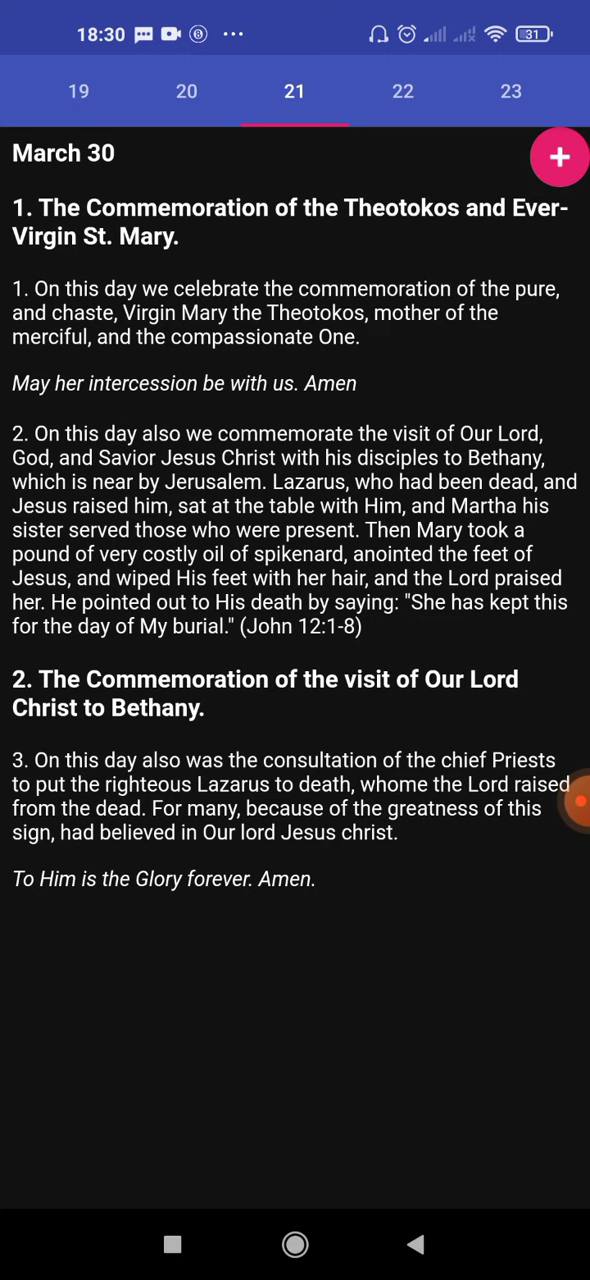 18:30
31
19 20 21 22 23
March 30
+
1. The Commemoration of the Theotokos and Ever-
Virgin St. Mary.
1. On this day we celebrate the commemoration of the pure,
and chaste, Virgin Mary the Theotokos, mother of the
merciful, and the compassionate One.
May her intercession be with us. Amen
2. On this day also we commemorate the visit of Our Lord,
God, and Savior Jesus Christ with his disciples to Bethany,
which is near by Jerusalem. Lazarus, who had been dead, and
Jesus raised him, sat at the table with Him, and Martha his
sister served those who were present. Then Mary took a
pound of very costly oil of spikenard, anointed the feet of
Jesus, and wiped His feet with her hair, and the Lord praised
her. He pointed out to His death by saying: "She has kept this
for the day of My burial." (John 12:1-8)
2. The Commemoration of the visit of Our Lord
Christ to Bethany.
3. On this day also was the consultation of the chief Priests
to put the righteous Lazarus to death, whome the Lord raised
from the dead. For many, because of the greatness of this
sign, had believed in Our lord Jesus christ.
To Him is the Glory forever. Amen.